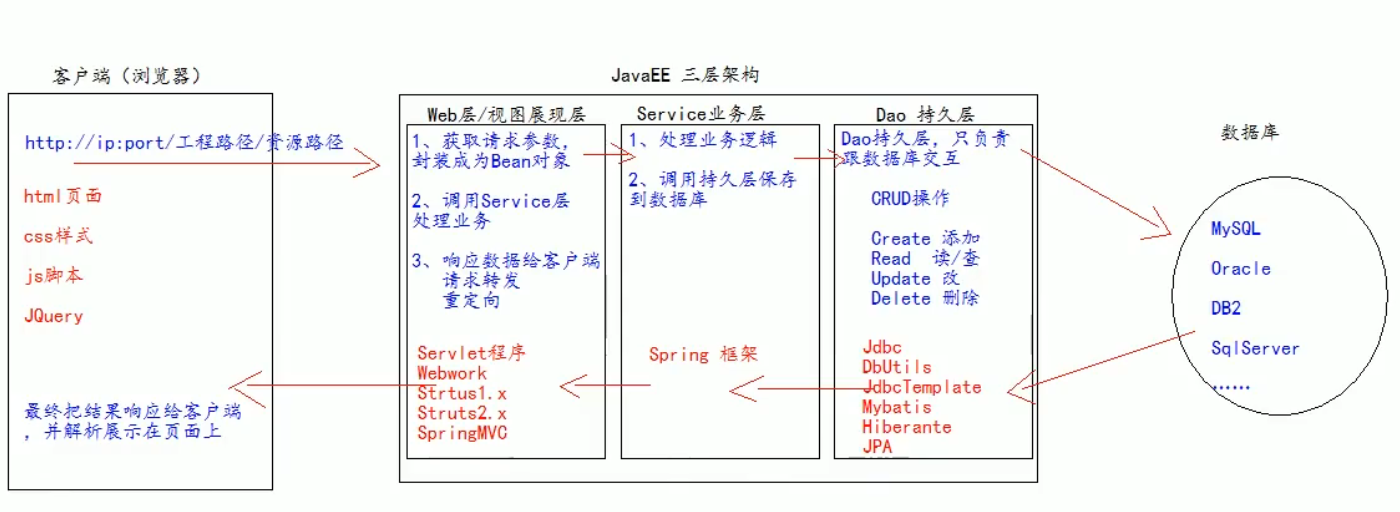 客户端（浏览器）
http://ip:port/工程路径/资源路径
html页面
css样式
js脚本
JQuery
最终把结果响应给客户端
，并解析展示在页面上
JavaEE 三层架构
Web层/视图展现层
1、获取请求参数，
封装成为Bean对象
2、调用Service层
处理业务
3、响应数据给客户端
请求转发
重定向
Servlet程序
Webwork
Strtus1.x
Struts2.x
SpringMVC
Service业务层
1、处理业务逻辑
2、调用持久层保存
到数据库
Spring 框架
Dao 持久层
Dao持久层，只负责
跟数据库交互
CRUD操作
Create 添加
Read 读/查
Update 改
Delete 删除
Jdbc
DbUtils
JdbcTemplate
Mybatis
Hiberante
JPA
数据库
MySQL
Oracle
DB2
SqlServer
......